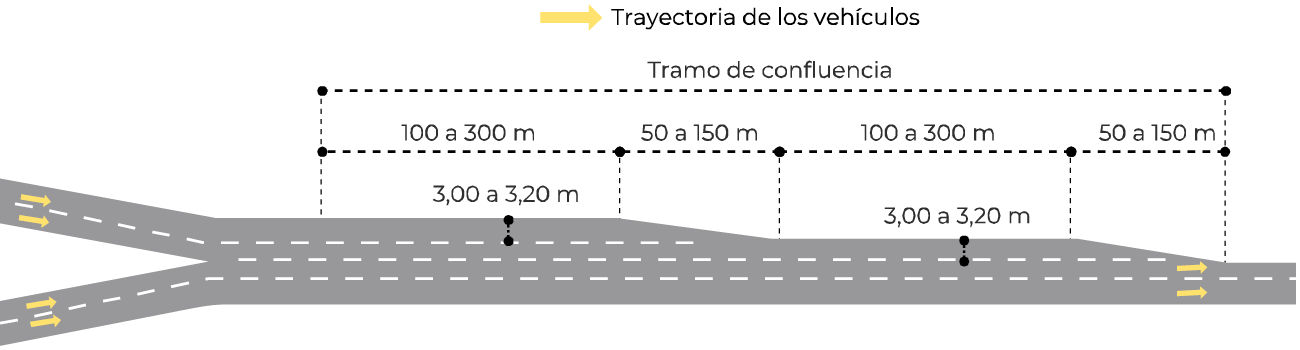 Trayectoria de los vehículos
Tramo de confluencia
100 a 300 m
50 a 150 m
100 a 300 m
50 a 150 m
3,00 a 3,20 m
3,00 a 3,20 m